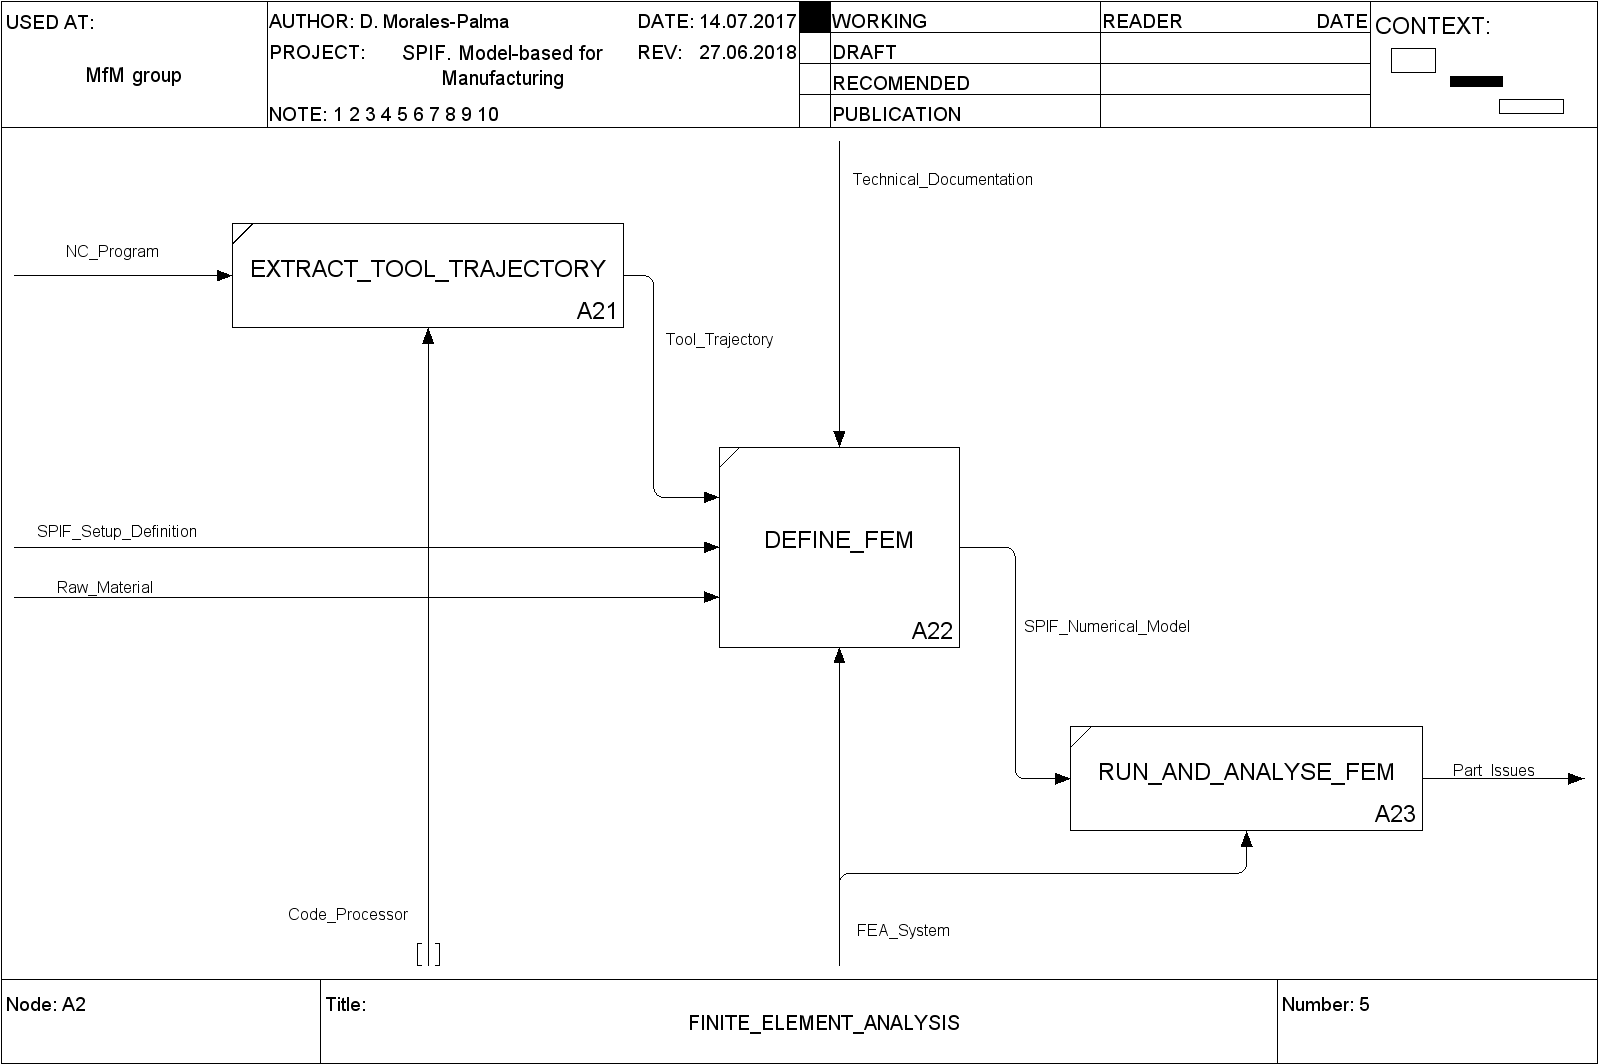 USED AT:
MfM group
AUTHOR: D. Morales-Palma
DATE: 14.07.2017
PROJECT: SPIF. Model-based for
Manufacturing
REV: 27.06.2018
NOTE: 1 2 3 4 5 6 7 8 9 10
WORKING
DRAFT
RECOMENDED
PUBLICATION
READER DATE
CONTEXT:
Technical_Documentation
NC_Program
EXTRACT_TOOL_TRAJECTORY
A21
Tool_Trajectory
SPIF_Setup_Definition
Raw_Material
DEFINE_FEM
A22
SPIF_Numerical_Model
RUN_AND_ANALYSE_FEM
A23
Part_Issues
Code_Processor
FEA_System
Node: A2
Title:
FINITE_ELEMENT_ANALYSIS
Number: 5